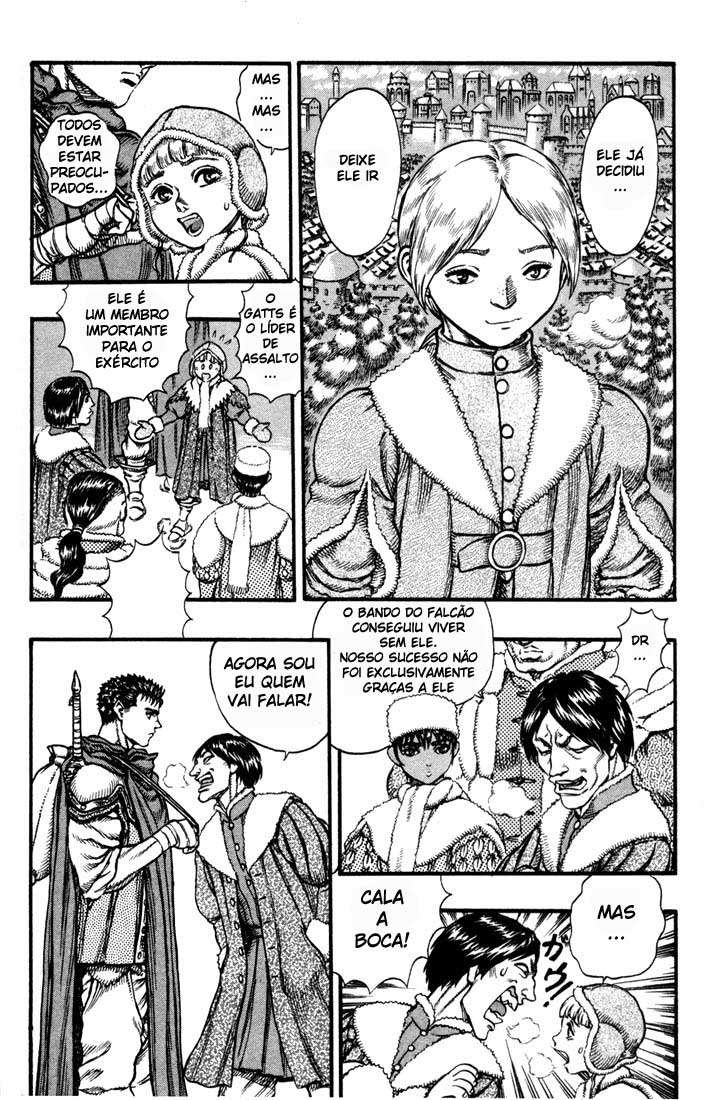 ELE JÁ
DECIDIU
...
DEIXE
ELE IR
MAS
...
MAS
...
TODOS
DEVEM
ESTAR
PREOCU-
PADOS...
O
GATTS É
O LÍDER
DE
ASSALTO
...
ELE É
UM MEMBRO
IMPORTANTE
PARA O
EXÉRCITO
DR
...
O BANDO DO FALCÃO
CONSEGUIU VIVER
SEM ELE.
NOSSO SUCESSO NÃO
FOI EXCLUSIVAMENTE
GRAÇAS A ELE
MAS
...
ガウ!
CALA
A
BOCA!
AGORA SOU
EU QUEM
VAI FALAR!